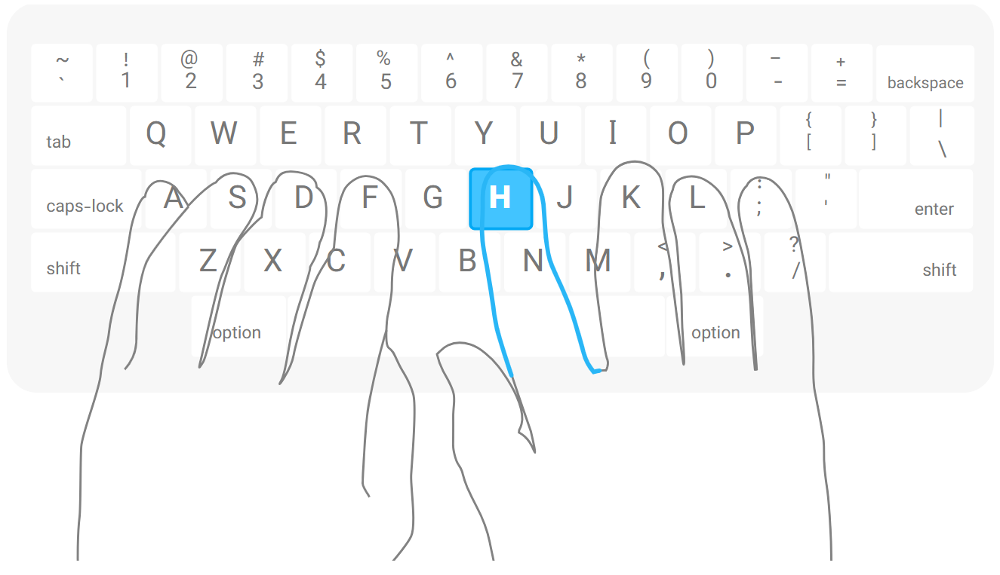 ~ ! @ # $ % ^ & * ( ) – +
` 1 2 3 4 5 6 7 8 9 0 - = backspace
Q W E R T Y U I O P { } |
tab [ ] \
A S D F G H J K L : "
caps-lock ; ' enter
Z X C V B N M < > ?
shift , . / shift
option option